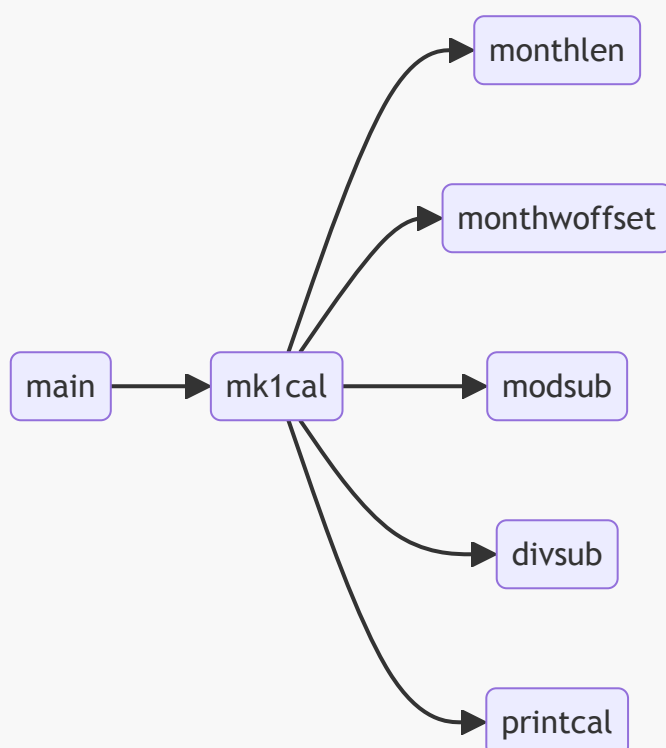 monthlen
monthwoffset
main
mk1cal
modsub
divsub
printcal